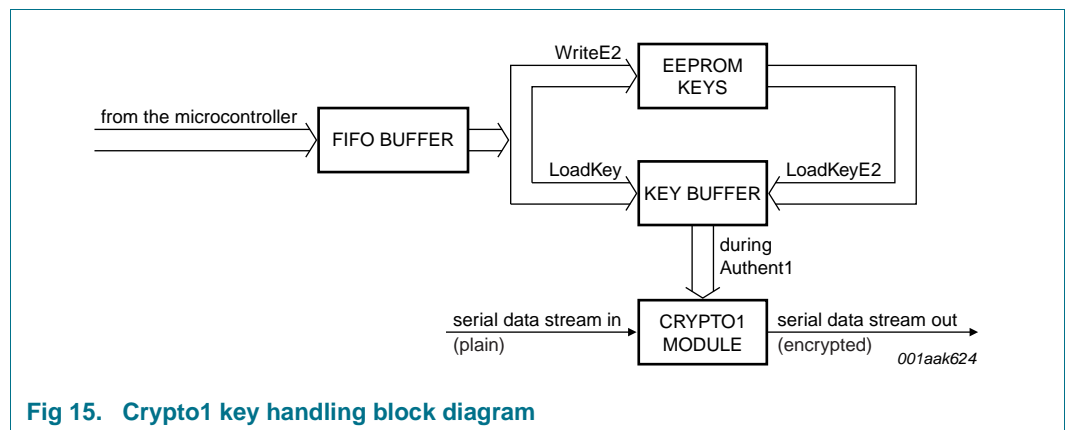 WriteE2
EEPROM
KEYS
from the microcontroller
FIFO BUFFER
LoadKey
LoadKeyE2
KEY BUFFER
during
Authent1
serial data stream in
(plain)
CRYPTO1
MODULE
serial data stream out
(encrypted)
001aak624
Fig 15. Crypto1 key handling block diagram